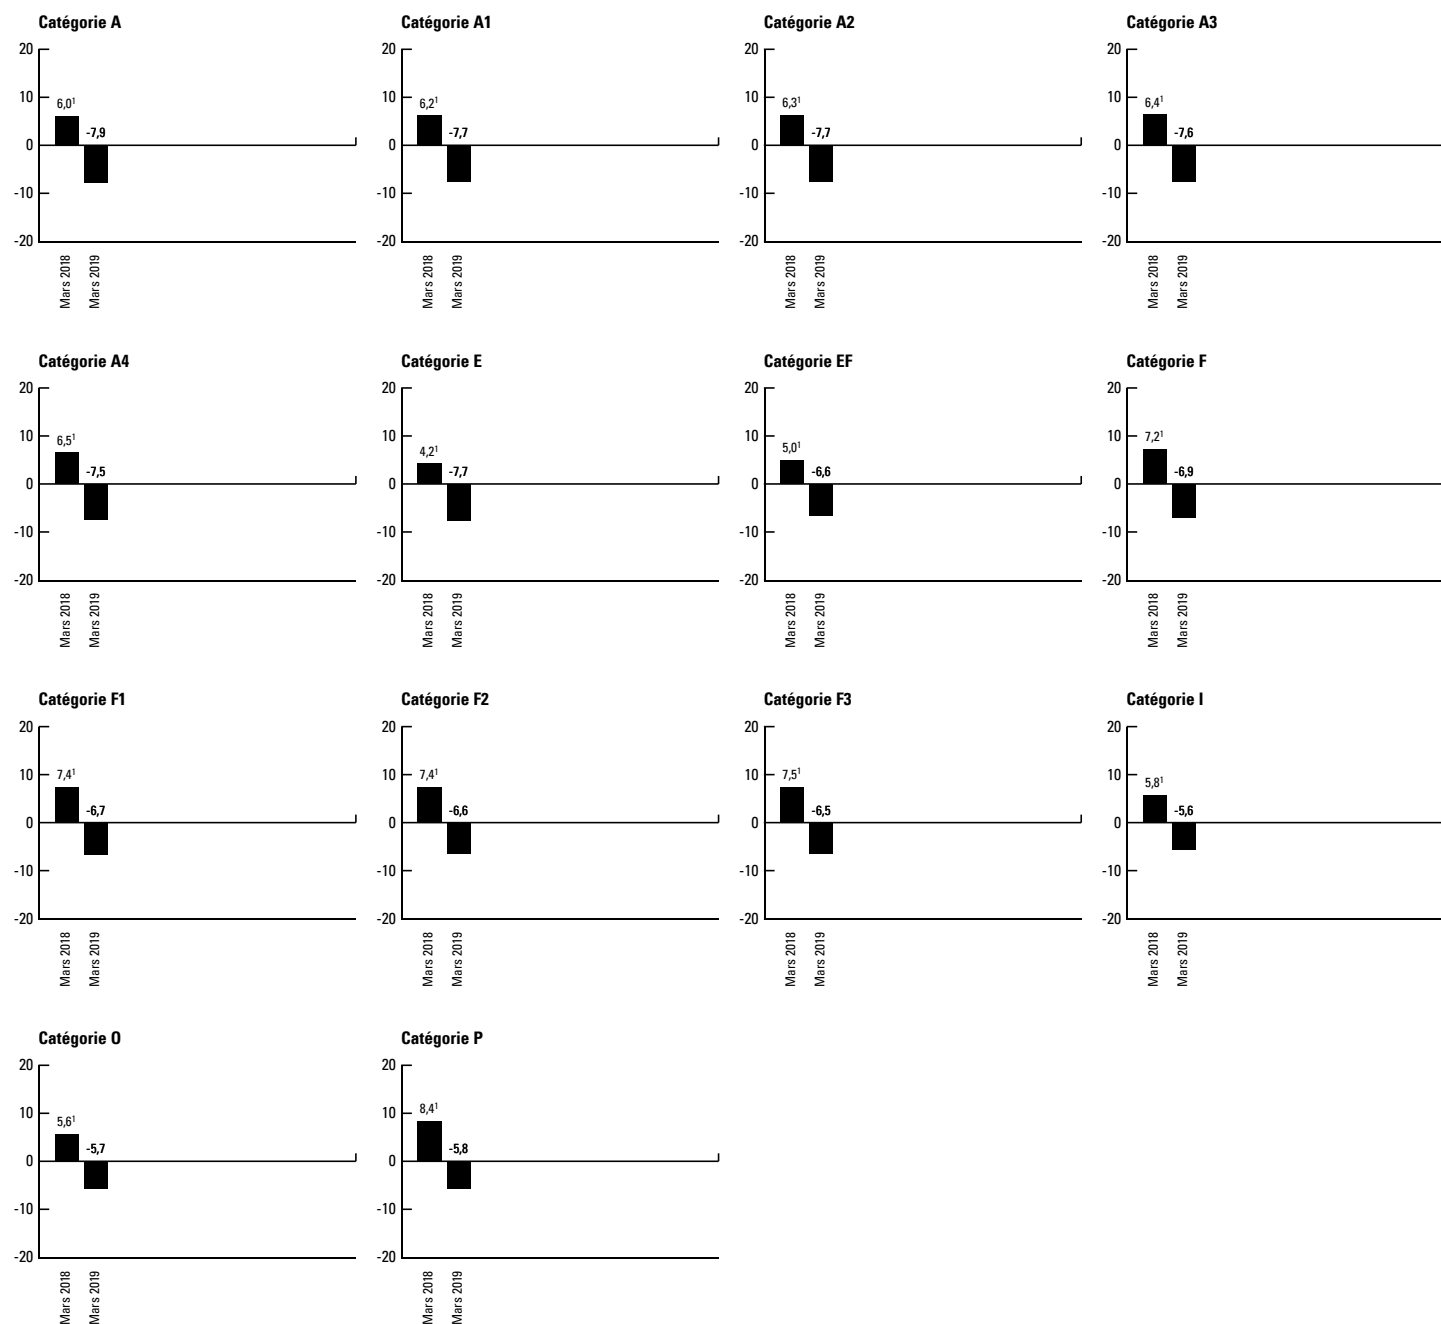 Catégorie A
20
10
0
-10
-20
6,0¹
-7,9
Mars 2018
Mars 2019
Catégorie A1
20
10
0
-10
-20
6,2¹
-7,7
Mars 2018
Mars 2019
Catégorie A2
20
10
0
-10
-20
6,3¹
-7,7
Mars 2018
Mars 2019
Catégorie A3
20
10
0
-10
-20
6,4¹
-7,6
Mars 2018
Mars 2019
Catégorie A4
20
10
0
-10
-20
6,5¹
-7,5
Mars 2018
Mars 2019
Catégorie E
20
10
0
-10
-20
4,2¹
-7,7
Mars 2018
Mars 2019
Catégorie EF
20
10
0
-10
-20
5,0¹
-6,6
Mars 2018
Mars 2019
Catégorie F
20
10
0
-10
-20
7,2¹
-6,9
Mars 2018
Mars 2019
Catégorie F1
20
10
0
-10
-20
7,4¹
-6,7
Mars 2018
Mars 2019
Catégorie F2
20
10
0
-10
-20
7,4¹
-6,6
Mars 2018
Mars 2019
Catégorie F3
20
10
0
-10
-20
7,5¹
-6,5
Mars 2018
Mars 2019
Catégorie I
20
10
0
-10
-20
5,8¹
-5,6
Mars 2018
Mars 2019
Catégorie O
20
10
0
-10
-20
5,6¹
-5,7
Mars 2018
Mars 2019
Catégorie P
20
10
0
-10
-20
8,4¹
-5,8
Mars 2018
Mars 2019